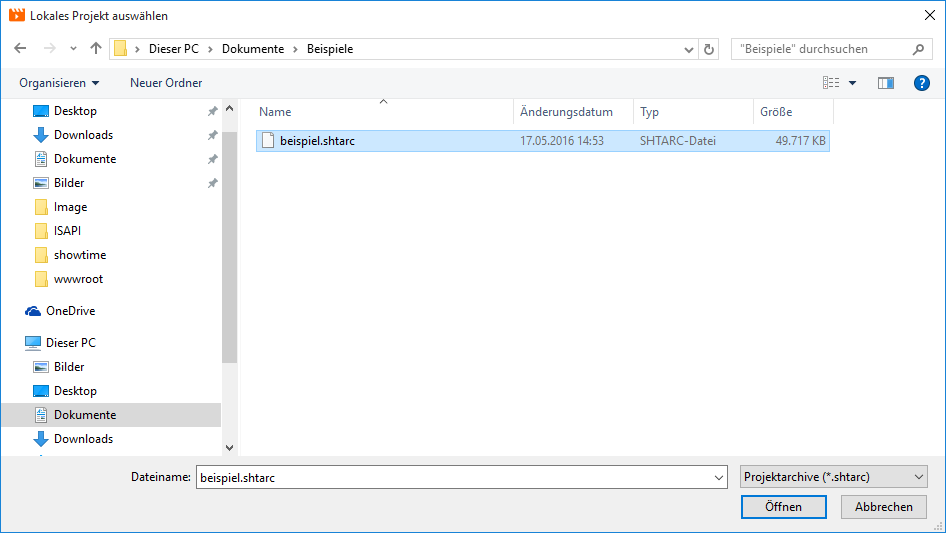 Lokales Projekt auswählen
Dieser PC > Dokumente > Beispiele
"Beispiele" durchsuchen
Organisieren
Neuer Ordner
Desktop
Downloads
Dokumente
Bilder
Image
ISAPI
showtime
wwwroot
OneDrive
Dieser PC
Bilder
Desktop
Dokumente
Downloads
Name Änderungsdatum Typ Größe
beispiel.shtarc 17.05.2016 14:53 SHTARC-Datei 49.717 KB
Dateiname: beispiel.shtarc Projektarchive (*.shtarc)
Öffnen Abbrechen